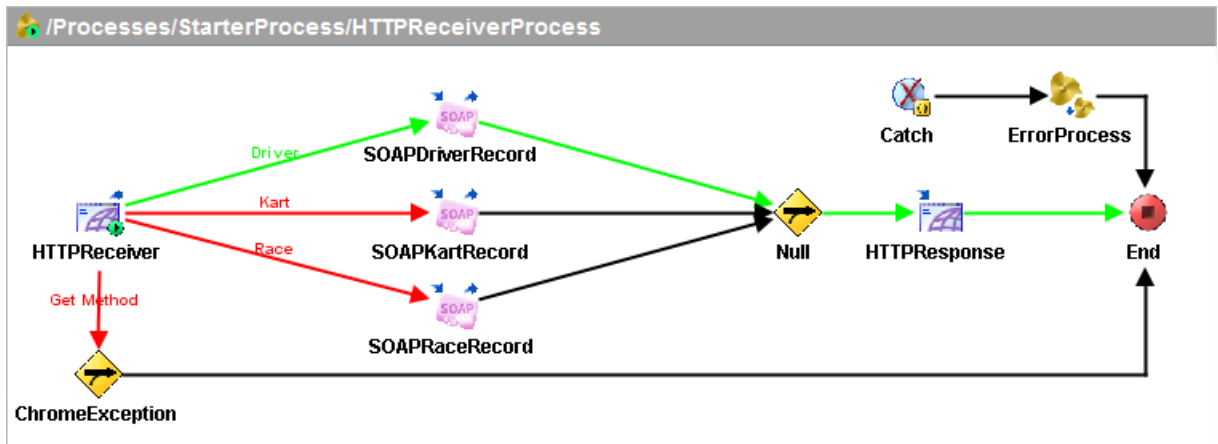 /Processes/StarterProcess/HTTPReceiverProcess
Catch
ErrorProcess
SOAP
Driver
SOAPDriverRecord
Kart
SOAP
HTTPReceiver
SOAPKartRecord
Null
HTTPResponse
End
Race
Get Method
SOAP
SOAPRaceRecord
ChromeException